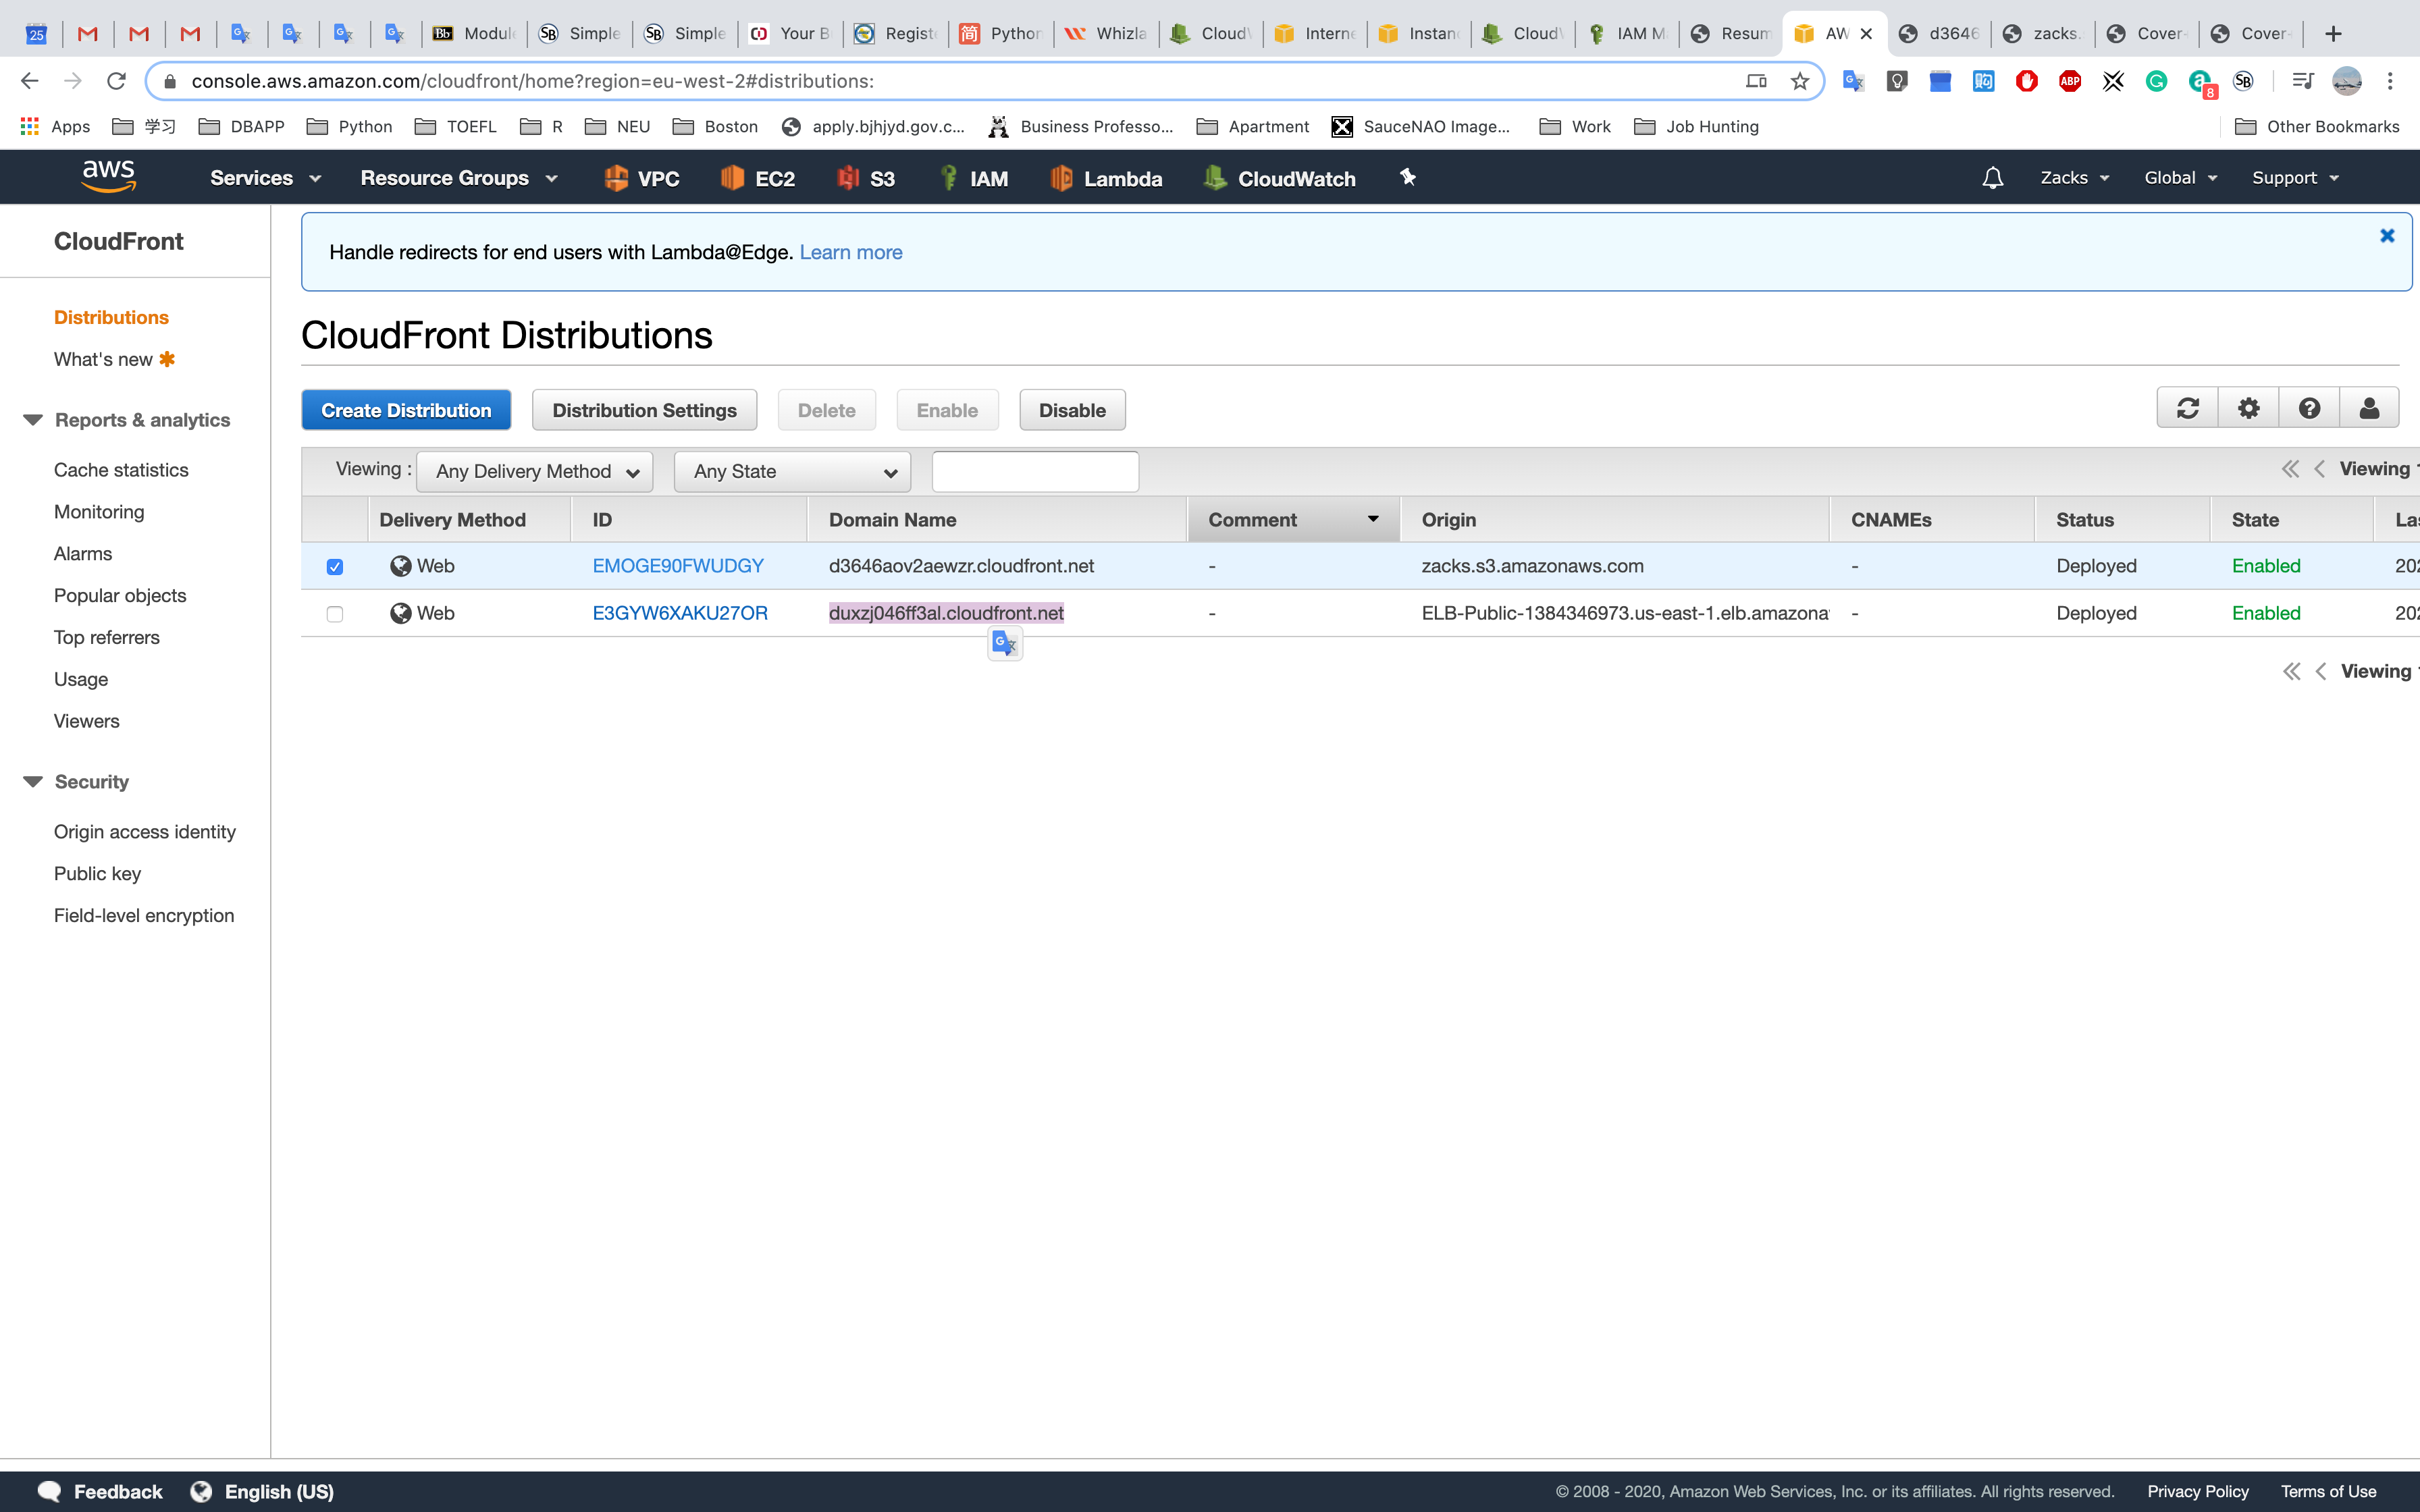 25 Modul Simple Simple Your B Regist Python Whizla Cloud Intern Instan Cloud IAM M Resum AW d3646 zacks. Cover- Cover-
console.aws.amazon.com/cloudfront/home?region=eu-west-2#distributions:
Apps 学习 DBAPP Python TOEFL R NEU Boston apply.bjhjyd.gov.c... Business Professo... Apartment SauceNAO Image... Work Job Hunting Other Bookmarks
aws Services Resource Groups VPC EC2 S3 IAM Lambda CloudWatch Zacks Global Support
CloudFront
Distributions
What's new
Reports & analytics
Cache statistics
Monitoring
Alarms
Popular objects
Top referrers
Usage
Viewers
Security
Origin access identity
Public key
Field-level encryption
Handle redirects for end users with Lambda@Edge. Learn more
CloudFront Distributions
Create Distribution Distribution Settings Delete Enable Disable
Viewing : Any Delivery Method Any State Viewing
Delivery Method ID Domain Name Comment Origin CNAMEs Status State Las
Web EMOGE90FWUDGY d3646aov2aewzr.cloudfront.net - zacks.s3.amazonaws.com - Deployed Enabled 202
Web E3GYW6XAKU27OR duxzj046ff3al.cloudfront.net - ELB-Public-1384346973.us-east-1.elb.amazona - Deployed Enabled 202
Viewing
Feedback English (US) © 2008 - 2020, Amazon Web Services, Inc. or its affiliates. All rights reserved. Privacy Policy Terms of Use